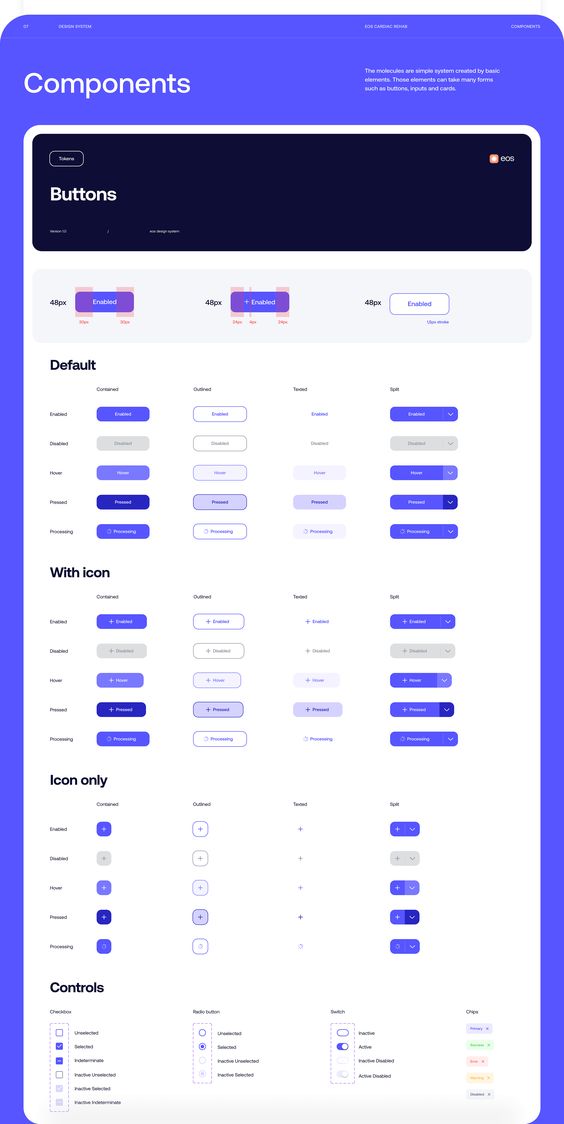 07 DESIGN SYSTEM EOS CARDIAC REHAB COMPONENTS
Components
The molecules are simple system created by basic
elements. Those elements can take many forms
such as buttons, inputs and cards.
Tokens
eos
Buttons
Version 1.0 / eos design system
48px Enabled 48px Enabled 48px Enabled
30px 30px 24px 4px 24px 1.5px stroke
Default
Contained Outlined Texted Split
Enabled Enabled Enabled Enabled Enabled
Disabled Disabled Disabled Disabled Disabled
Hover Hover Hover Hover Hover
Pressed Pressed Pressed Pressed Pressed
Processing Processing Processing Processing Processing
With icon
Contained Outlined Texted Split
Enabled Enabled Enabled Enabled Enabled
Disabled Disabled Disabled Disabled Disabled
Hover Hover Hover Hover Hover
Pressed Pressed Pressed Pressed Pressed
Processing Processing Processing Processing Processing
Icon only
Contained Outlined Texted Split
Enabled
Disabled
Hover
Pressed
Processing
Controls
Checkbox Radio button Switch Chips
Unselected Unselected Inactive Primary
Selected Selected Active Success
Indeterminate Inactive Unselected Inactive Disabled Error
Inactive Unselected Inactive Selected Active Disabled Warning
Inactive Selected Disabled
Inactive Indeterminate